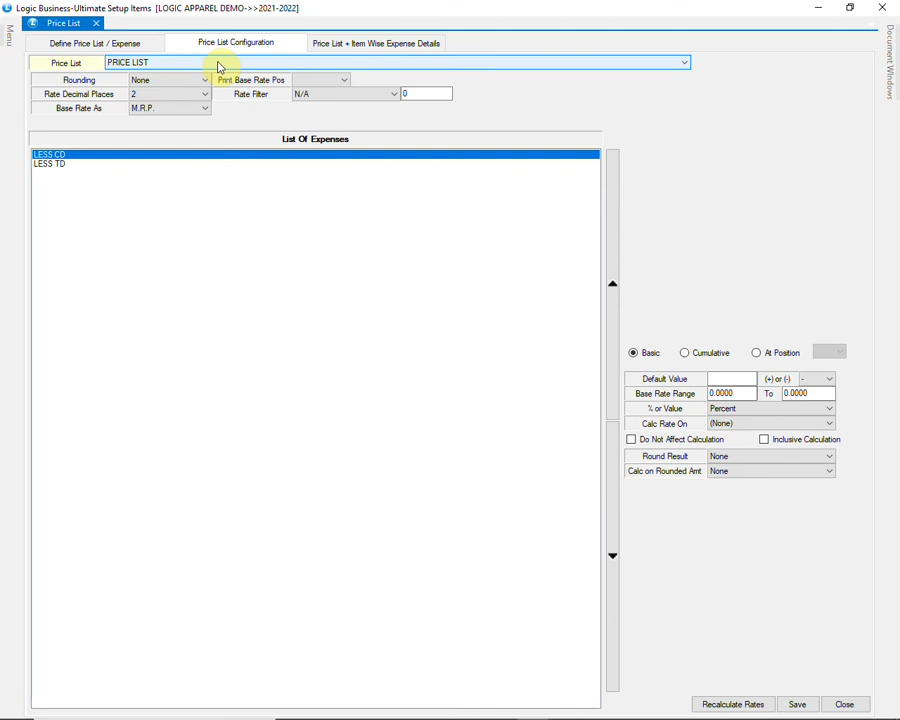 Logic Business-Ultimate Setup Items [LOGIC APPAREL DEMO->>2021-2022]
Menu
Price List
Document Windows
Define Price List / Expense
Price List Configuration
Price List + Item Wise Expense Details
Price List PRICE LIST
Rounding None Print Base Rate Pos
Rate Decimal Places 2 Rate Filter N/A 0
Base Rate As M.R.P.
List Of Expenses
LESS CD
LESS TD
Basic Cumulative At Position
Default Value (+) or (-) -
Base Rate Range 0.0000 To 0.0000
% or Value Percent
Calc Rate On (None)
Do Not Affect Calculation Inclusive Calculation
Round Result None
Calc on Rounded Amt None
Recalculate Rates Save Close